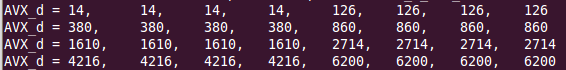 AVX_d = 14, 14, 14, 14, 126, 126, 126, 126
AVX_d = 380, 380, 380, 380, 860, 860, 860, 860
AVX_d = 1610, 1610, 1610, 1610, 2714, 2714, 2714, 2714
AVX_d = 4216, 4216, 4216, 4216, 6200, 6200, 6200, 6200